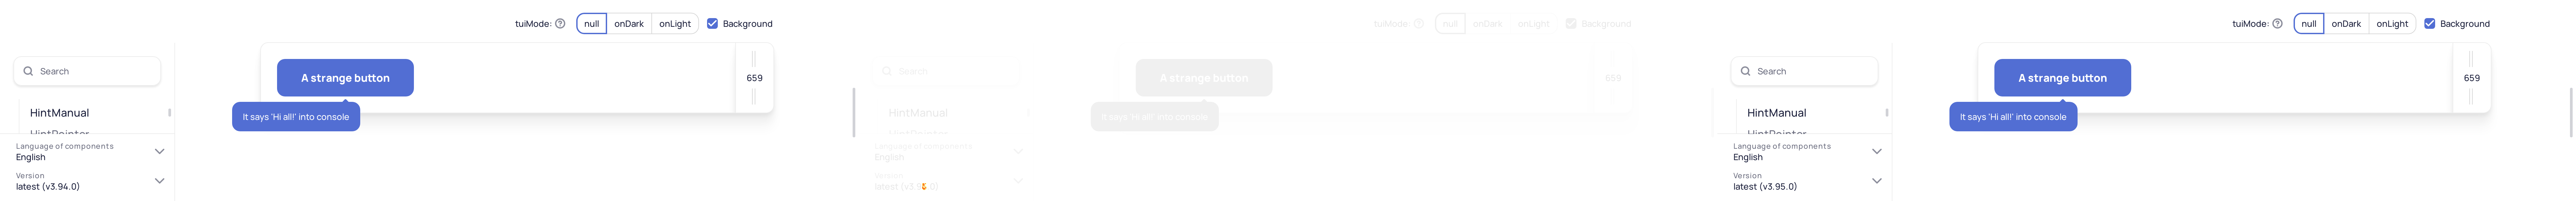 tuiMode: null onDark onLight Background
Search
A strange button
659
HintManual
It says 'Hi all!' into console
HintPointer
Language of components
English
Version
latest (v3.94.0)
tuiMode: null onDark onLight Background
Search
A strange button
659
HintManual
It says 'Hi all!' into console
HintPointer
Language of components
English
Version
latest (v3.9
.0)
tuiMode: null onDark onLight Background
Search
A strange button
659
HintManual
It says 'Hi all!' into console
HintPointer
Language of components
English
Version
latest (v3.95.0)